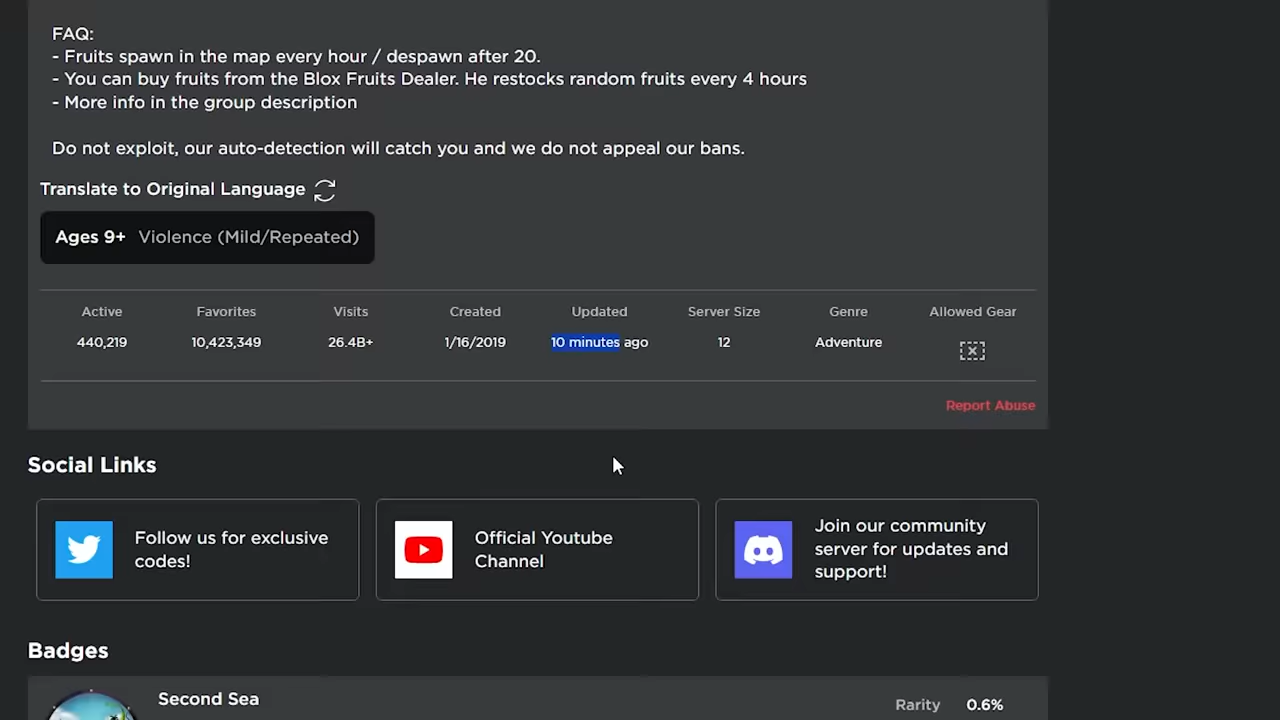 FAQ:
- Fruits spawn in the map every hour / despawn after 20.
- You can buy fruits from the Blox Fruits Dealer. He restocks random fruits every 4 hours
- More info in the group description
Do not exploit, our auto-detection will catch you and we do not appeal our bans.
Translate to Original Language
Ages 9+ Violence (Mild/Repeated)
Active Favorites Visits Created Updated Server Size Genre Allowed Gear
440,219 10,423,349 26.4B+ 1/16/2019 10 minutes ago 12 Adventure
Report Abuse
Social Links
Follow us for exclusive
codes!
Official Youtube
Channel
Join our community
server for updates and
support!
Badges
Second Sea
Rarity 0.6%